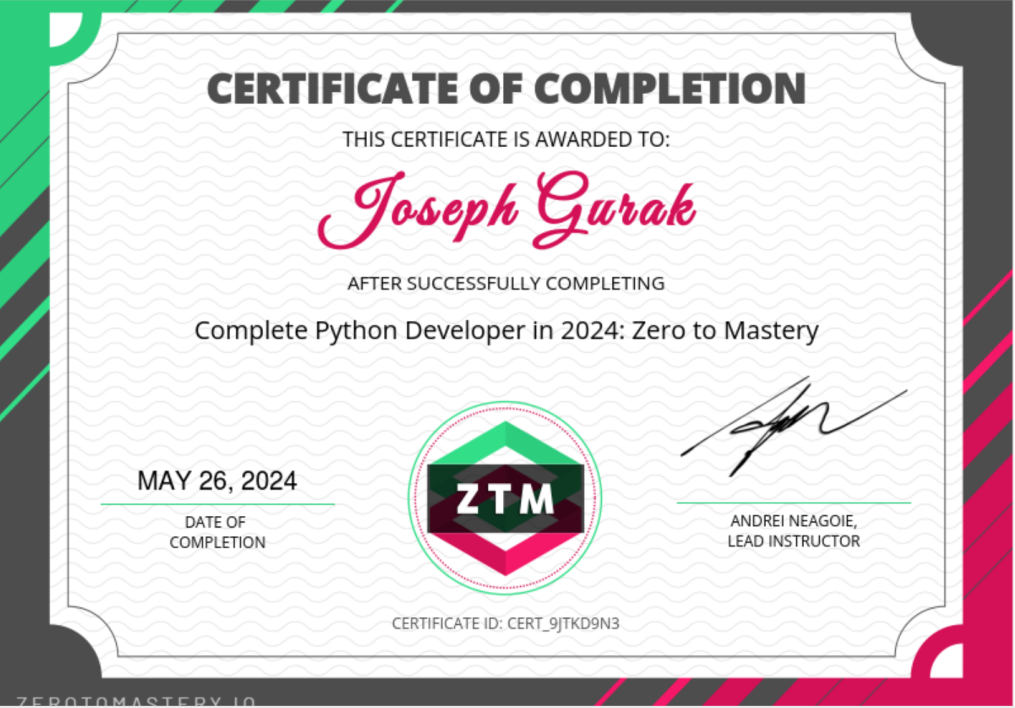 CERTIFICATE OF COMPLETION
THIS CERTIFICATE IS AWARDED TO:
Joseph Gurak
AFTER SUCCESSFULLY COMPLETING
Complete Python Developer in 2024: Zero to Mastery
MAY 26, 2024
DATE OF
COMPLETION
ZTM
ANDREI NEAGOIE,
LEAD INSTRUCTOR
CERTIFICATE ID: CERT_9JTKD9N3
ZEROTOMASTERY.IO